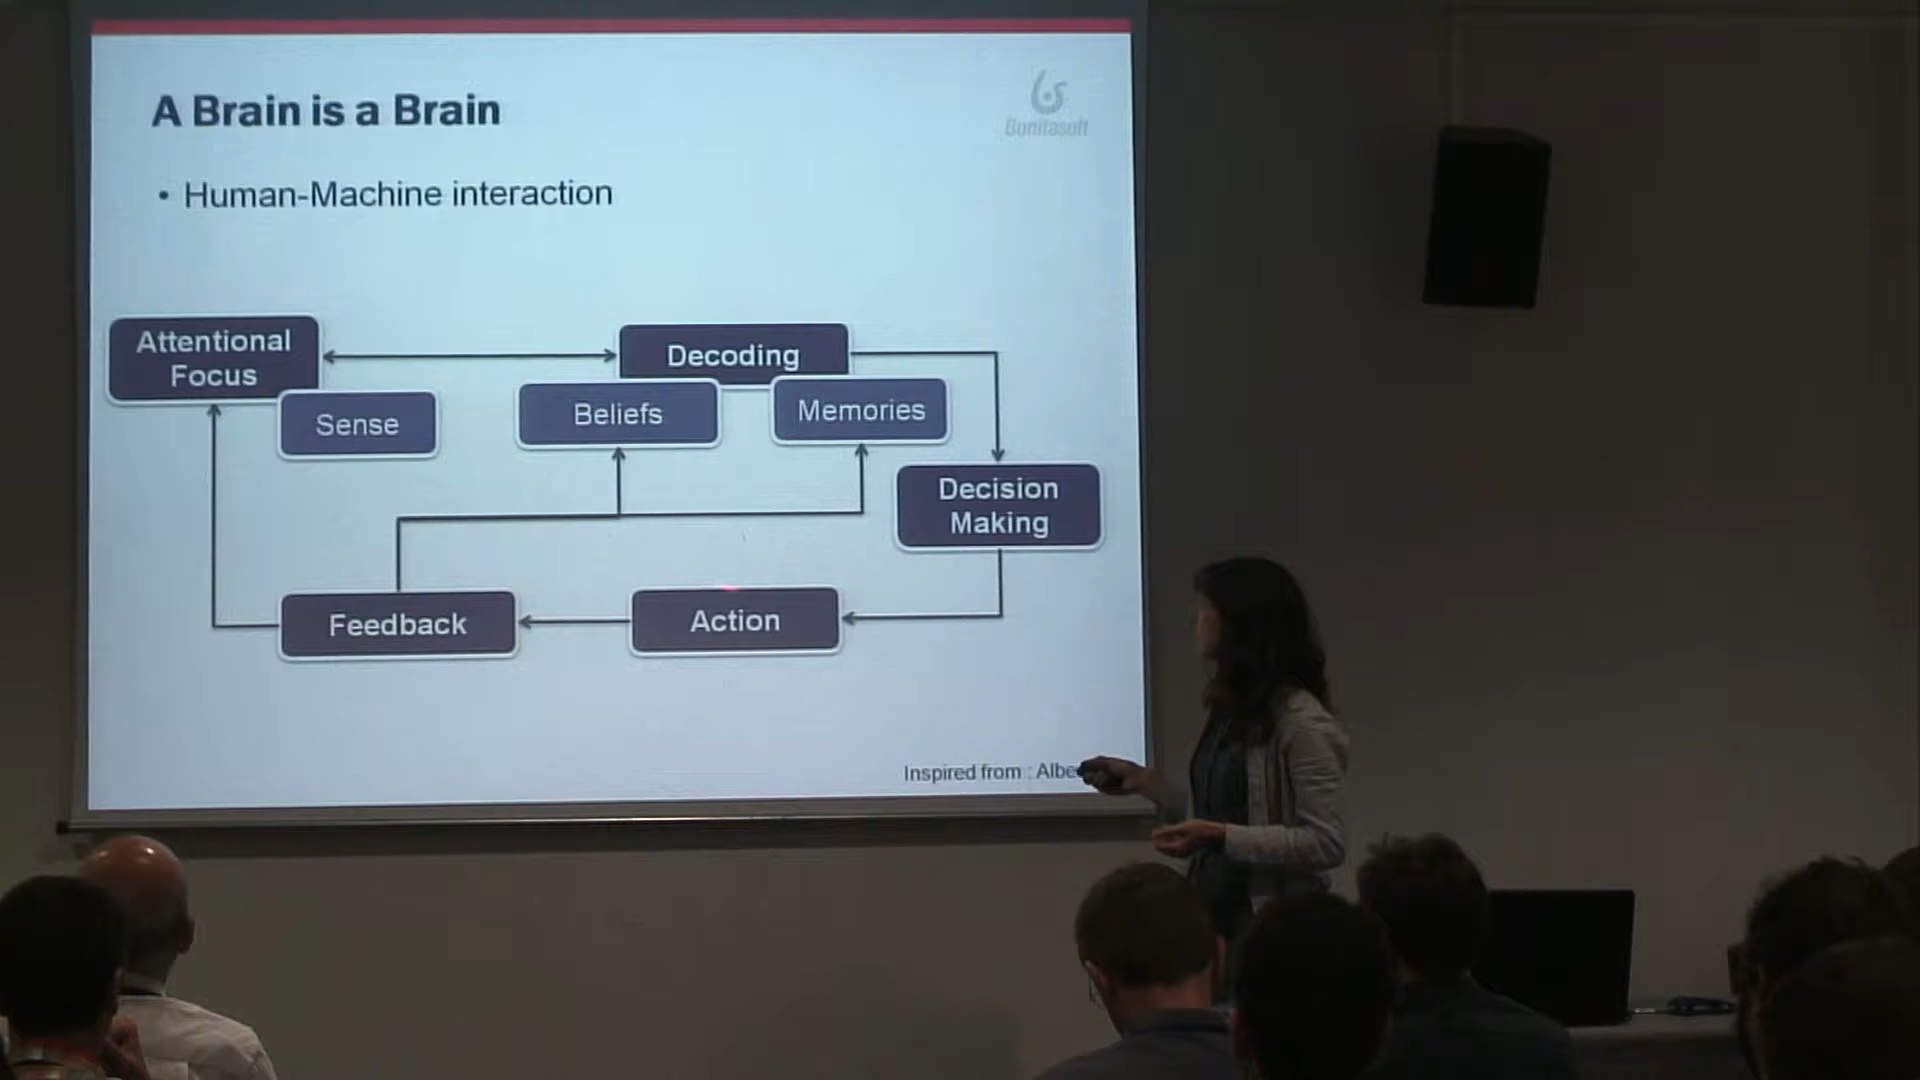 A Brain is a Brain
Bonitasoft
• Human-Machine interaction
Attentional
Focus
Decoding
Sense
Beliefs
Memories
Decision
Making
Feedback
Action
Inspired from :